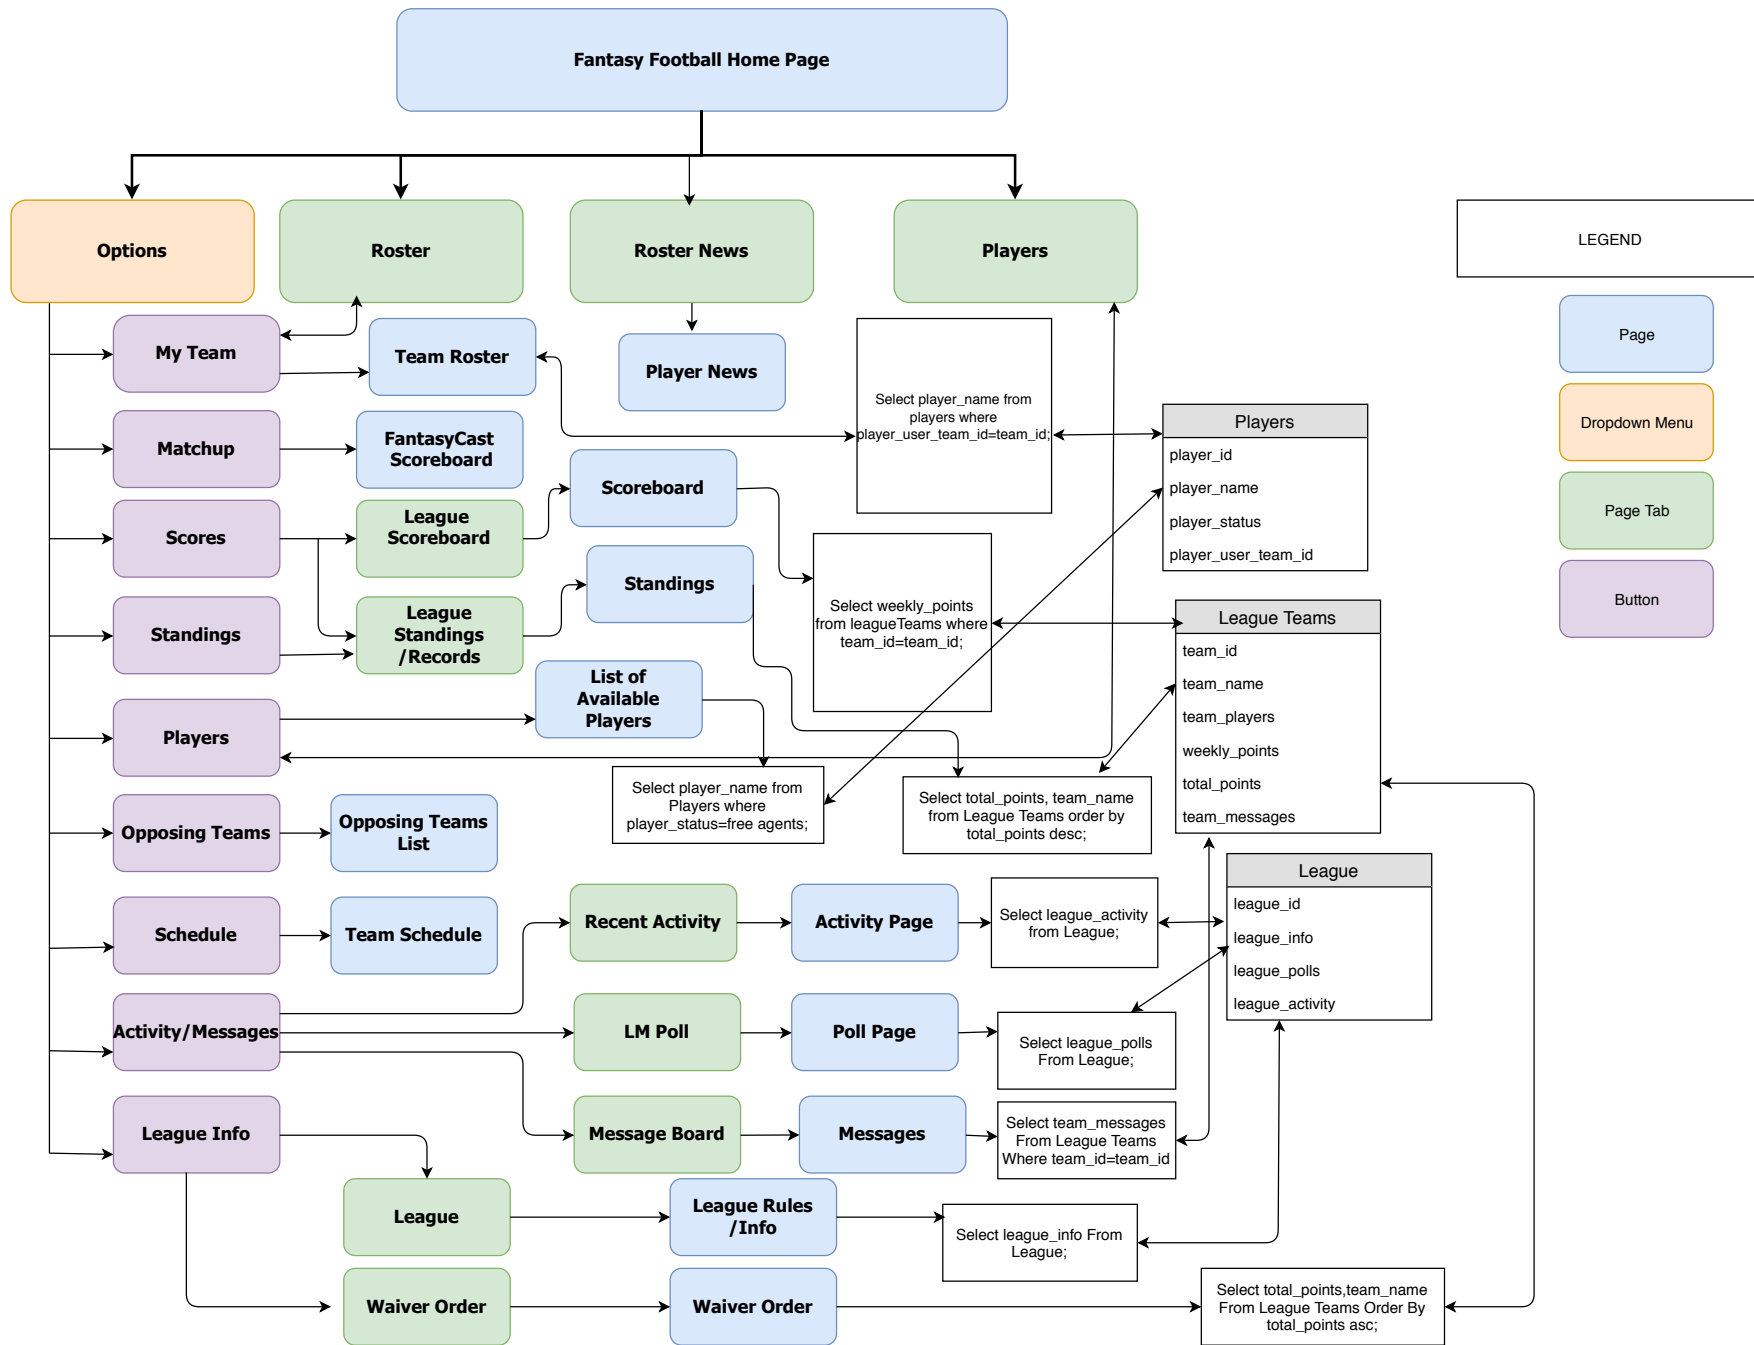 Fantasy Football Home Page
Options
Roster
Roster News
Players
LEGEND
Page
Dropdown Menu
Page Tab
Button
My Team
Team Roster
Player News
Select player_name from
players where
player_user_team_id=team_id;
Players
player_id
player_name
player_status
player_user_team_id
Matchup
FantasyCast
Scoreboard
Scores
League
Scoreboard
Scoreboard
Standings
League
Standings
/Records
Standings
Select weekly_points
from leagueTeams where
team_id=team_id;
League Teams
team_id
team_name
team_players
weekly_points
total_points
team_messages
Players
List of
Available
Players
Select player_name from
Players where
player_status=free agents;
Select total_points, team_name
from League Teams order by
total_points desc;
Opposing Teams
Opposing Teams
List
League
league_id
league_info
league_polls
league_activity
Schedule
Team Schedule
Recent Activity
Activity Page
Select league_activity
from League;
Activity/Messages
LM Poll
Poll Page
Select league_polls
From League;
League Info
Message Board
Messages
Select team_messages
From League Teams
Where team_id=team_id
League
League Rules
/Info
Select league_info From
League;
Waiver Order
Waiver Order
Select total_points,team_name
From League Teams Order By
total_points asc;